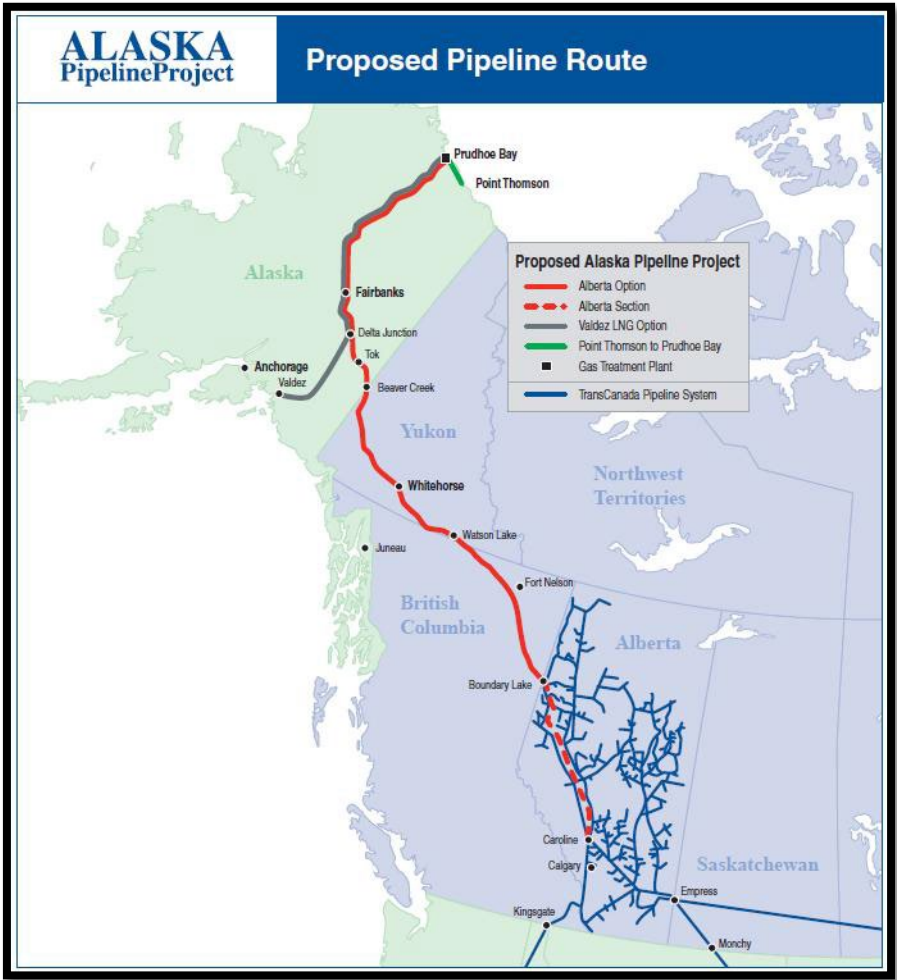 ALASKA
PipelineProject
Proposed Pipeline Route
Prudhoe Bay
Point Thomson
Alaska
Proposed Alaska Pipeline Project
Alberta Option
Alberta Section
Valdez LNG Option
Point Thomson to Prudhoe Bay
Gas Treatment Plant
TransCanada Pipeline System
Fairbanks
Delta Junction
Tok
Anchorage
Valdez
Beaver Creek
Yukon
Whitehorse
Northwest
Territories
Watson Lake
Juneau
Fort Nelson
British
Columbia
Alberta
Boundary Lake
Caroline
Calgary
Saskatchewan
Empress
Kingsgate
Monchy